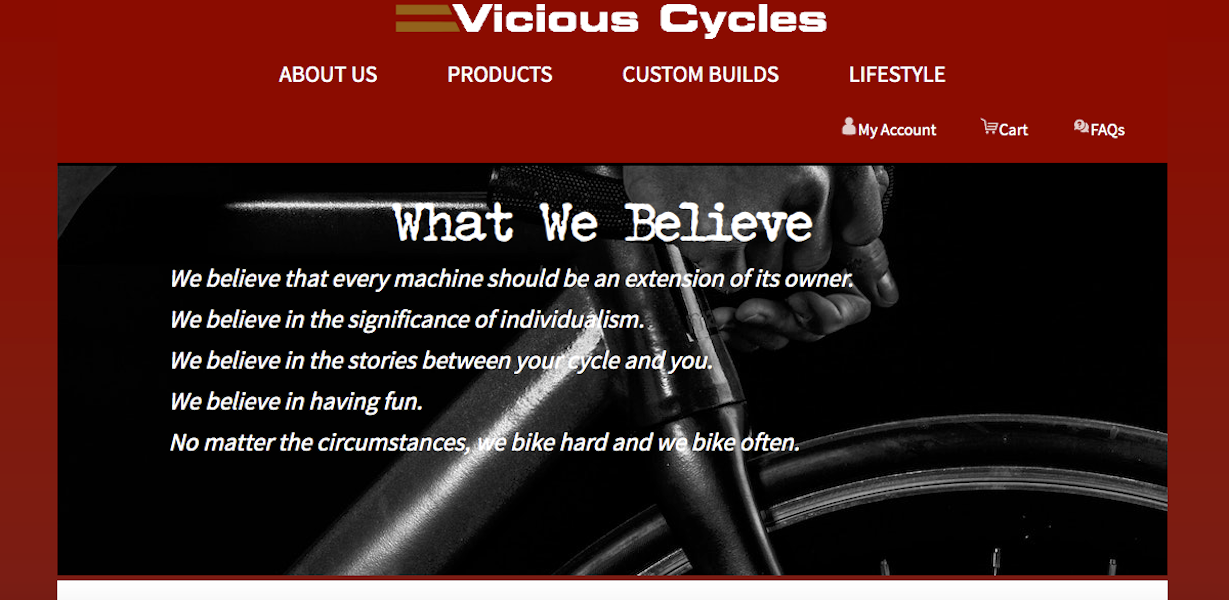 Vicious Cycles
ABOUT US PRODUCTS CUSTOM BUILDS LIFESTYLE
My Account Cart FAQs
What We Believe
We believe that every machine should be an extension of its owner.
We believe in the significance of individualism.
We believe in the stories between your cycle and you.
We believe in having fun.
No matter the circumstances, we bike hard and we bike often.